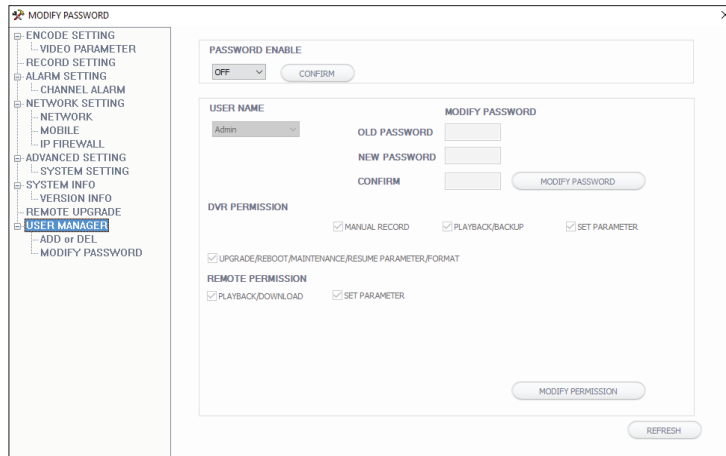 MODIFY PASSWORD
ENCODE SETTING
VIDEO PARAMETER
RECORD SETTING
ALARM SETTING
CHANNEL ALARM
NETWORK SETTING
NETWORK
MOBILE
IP FIREWALL
ADVANCED SETTING
SYSTEM SETTING
SYSTEM INFO
VERSION INFO
REMOTE UPGRADE
USER MANAGER
ADD or DEL
MODIFY PASSWORD
PASSWORD ENABLE
OFF CONFIRM
USER NAME
MODIFY PASSWORD
Admin
OLD PASSWORD
NEW PASSWORD
CONFIRM MODIFY PASSWORD
DVR PERMISSION
MANUAL RECORD PLAYBACK/BACKUP SET PARAMETER
UPGRADE/REBOOT/MAINTENANCE/RESUME PARAMETER/FORMAT
REMOTE PERMISSION
PLAYBACK/DOWNLOAD SET PARAMETER
MODIFY PERMISSION
REFRESH